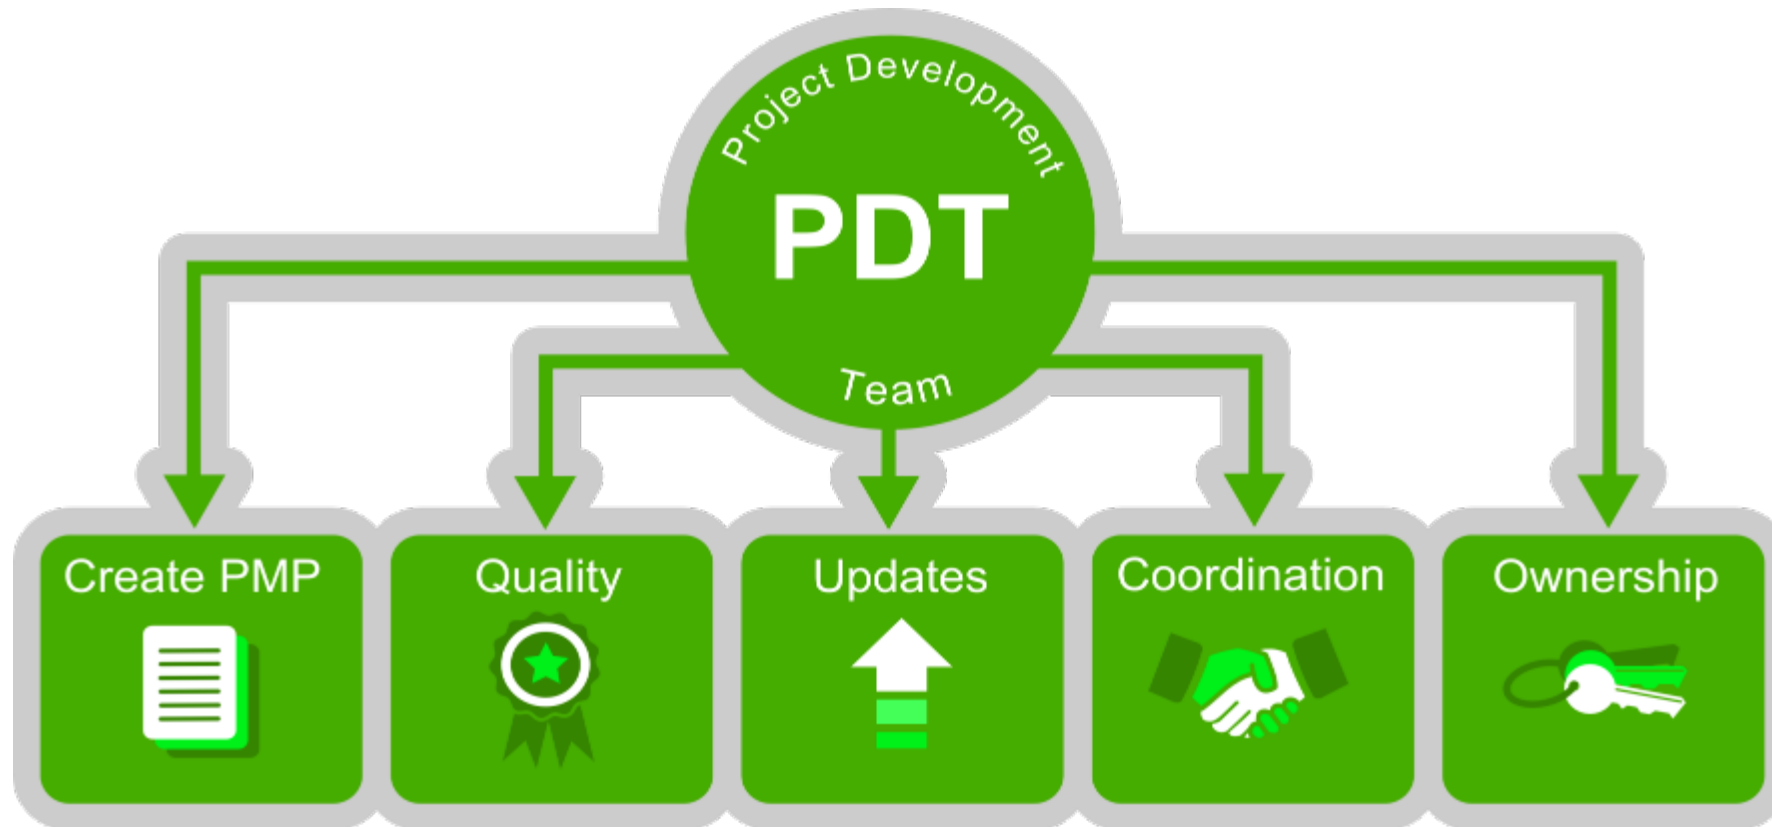 Project Development
PDT
Team
Create PMP
Quality
Updates
Coordination
Ownership